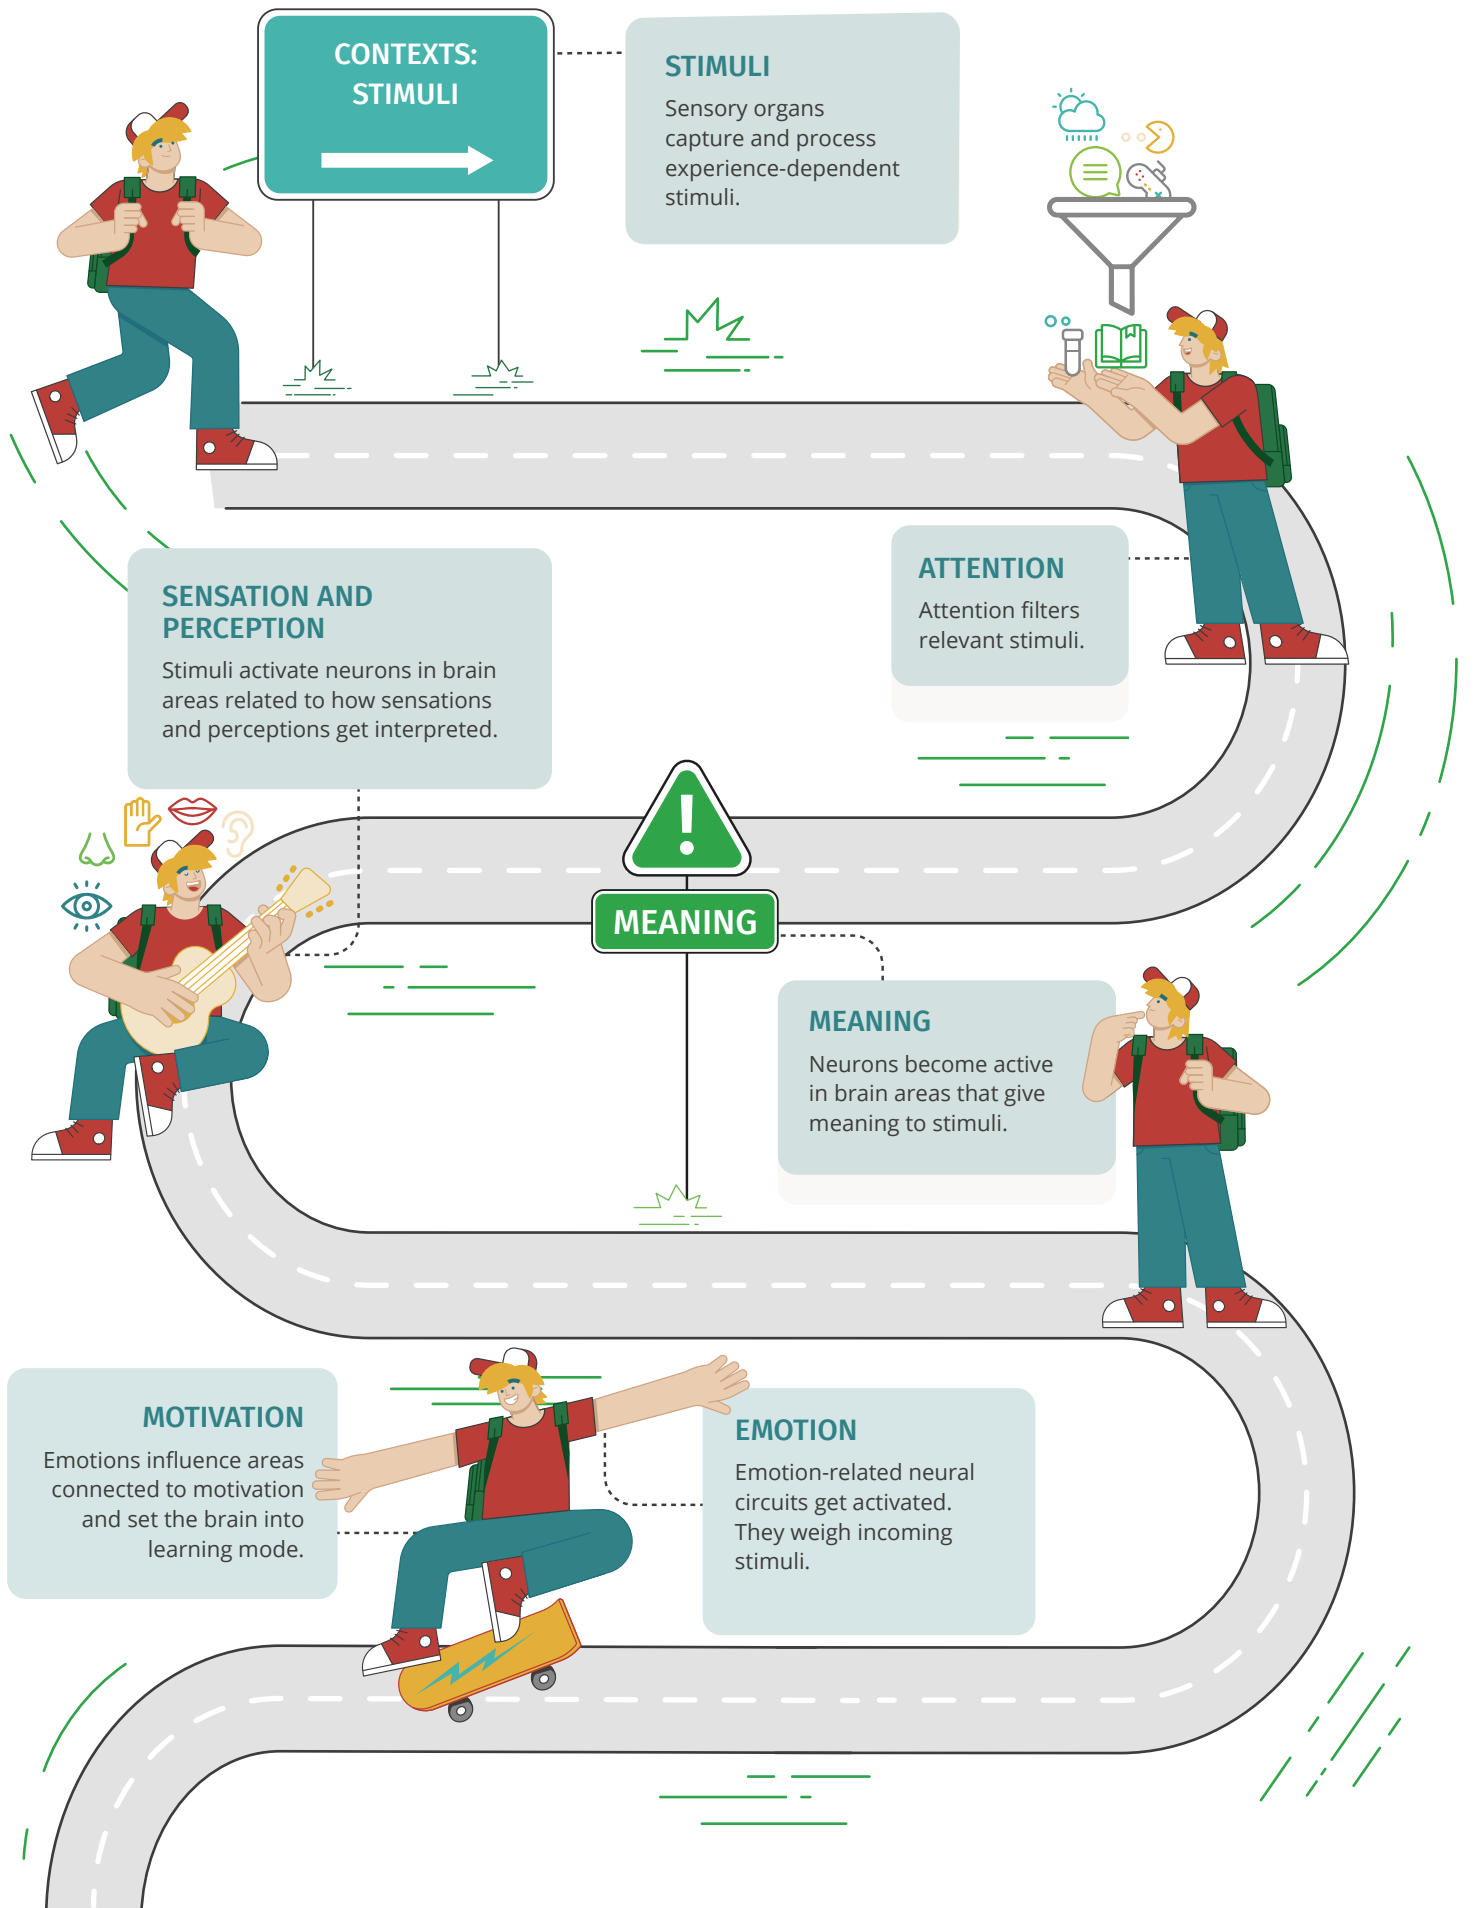 CONTEXTS:
STIMULI
STIMULI
Sensory organs
capture and process
experience-dependent
stimuli.
ATTENTION
Attention filters
relevant stimuli.
SENSATION AND
PERCEPTION
Stimuli activate neurons in brain
areas related to how sensations
and perceptions get interpreted.
!
MEANING
MEANING
Neurons become active
in brain areas that give
meaning to stimuli.
EMOTION
Emotion-related neural
circuits get activated.
They weigh incoming
stimuli.
MOTIVATION
Emotions influence areas
connected to motivation
and set the brain into
learning mode.